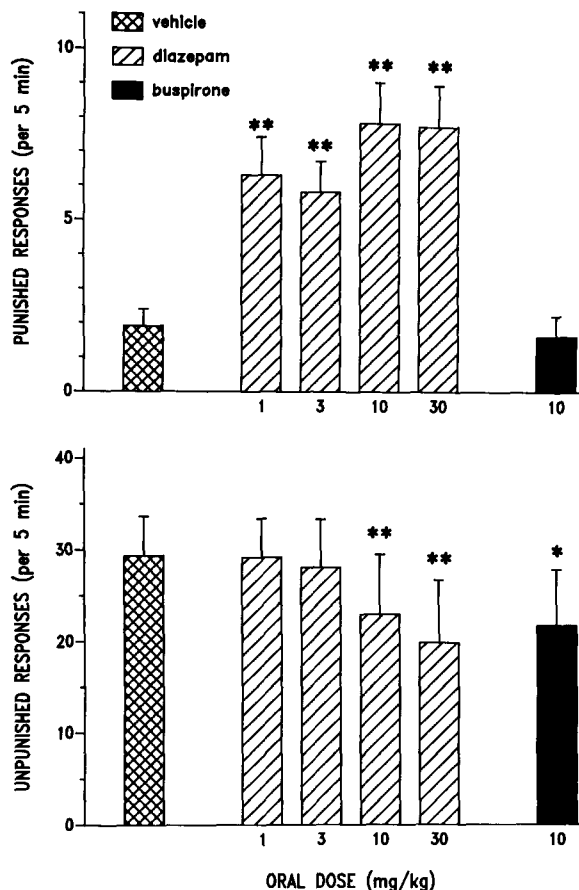 vehicle
diazepam
buspirone
PUNISHED RESPONSES (per 5 min)
10
5
0
**
**
**
**
1 3 10 30 10
UNPUNISHED RESPONSES (per 5 min)
40
30
20
10
0
**
**
*
1 3 10 30 10
ORAL DOSE (mg/kg)